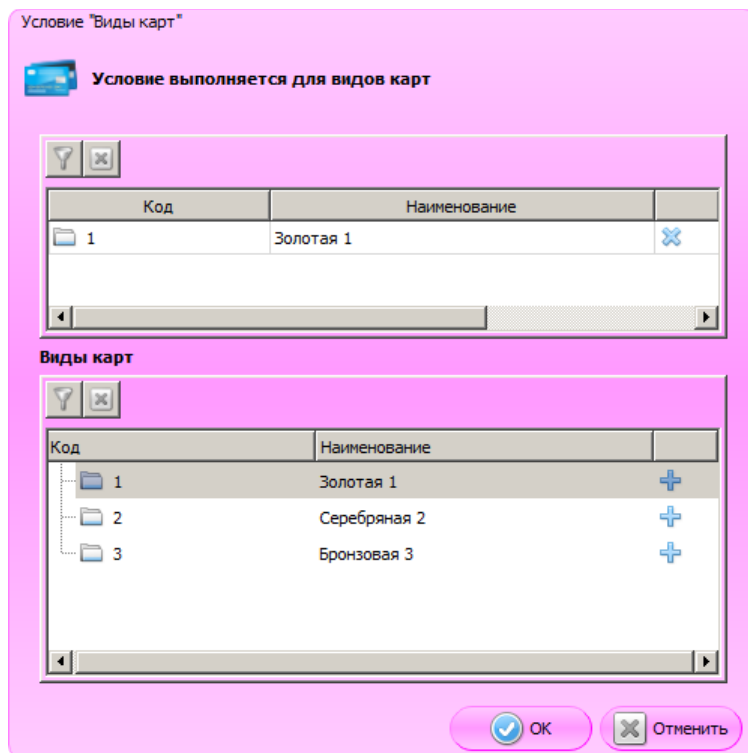 Условие "Виды карт"
Условие выполняется для видов карт
Код Наименование
1 Золотая 1
Виды карт
Код Наименование
1 Золотая 1
2 Серебряная 2
3 Бронзовая 3
ОК Отменить